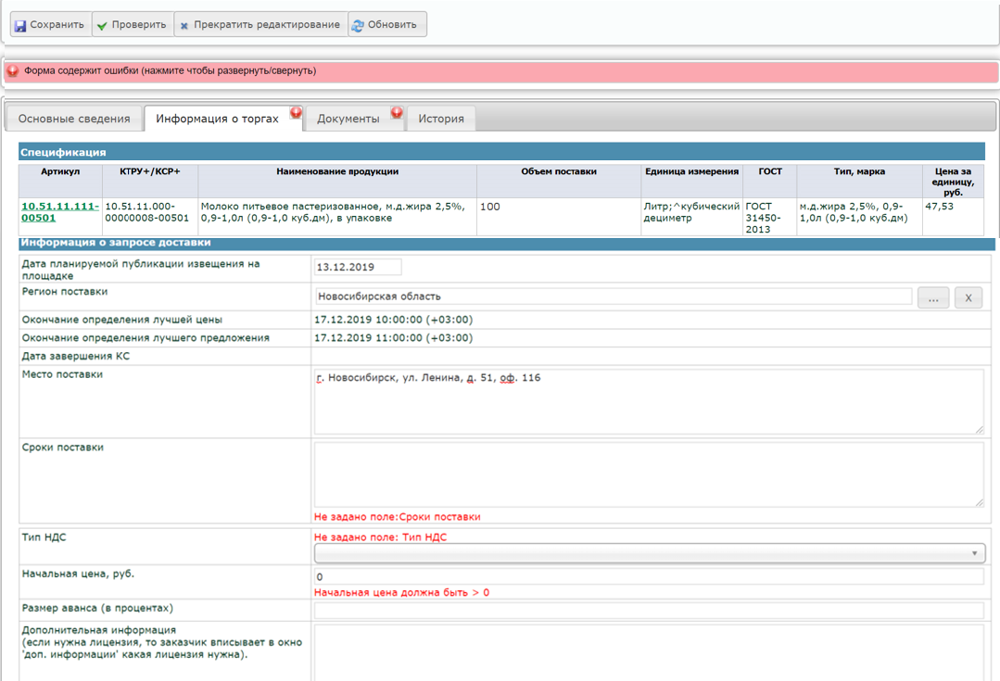 Сохранить Проверить Прекратить редактирование Обновить
Форма содержит ошибки (нажмите чтобы развернуть/свернуть)
Основные сведения Информация о торгах Документы История
Спецификация
Артикул КТРУ+/КСР+ Наименование продукции Объем поставки Единица измерения ГОСТ Тип, марка Цена за
единицу,
руб.
10.51.11.111- 10.51.11.000- Молоко питьевое пастеризованное, м.д.жира 2,5%, 100 Литр;^кубический ГОСТ м.д.жира 2,5%, 0,9- 47,53
00501 00000008-00501 0,9-1,0л (0,9-1,0 куб.дм), в упаковке дециметр 31450- 1,0л (0,9-1,0 куб.дм)
2013
Информация о запросе доставки
Дата планируемой публикации извещения на 13.12.2019
площадке
Регион поставки Новосибирская область ... X
Окончание определения лучшей цены 17.12.2019 10:00:00 (+03:00)
Окончание определения лучшего предложения 17.12.2019 11:00:00 (+03:00)
Дата завершения КС
Место поставки г. Новосибирск, ул. Ленина, д. 51, оф. 116
Сроки поставки
Не задано поле:Сроки поставки
Тип НДС Не задано поле: Тип НДС
Начальная цена, руб. 0
Начальная цена должна быть > 0
Размер аванса (в процентах)
Дополнительная информация
(если нужна лицензия, то заказчик вписывает в окно
'доп. информации' какая лицензия нужна).